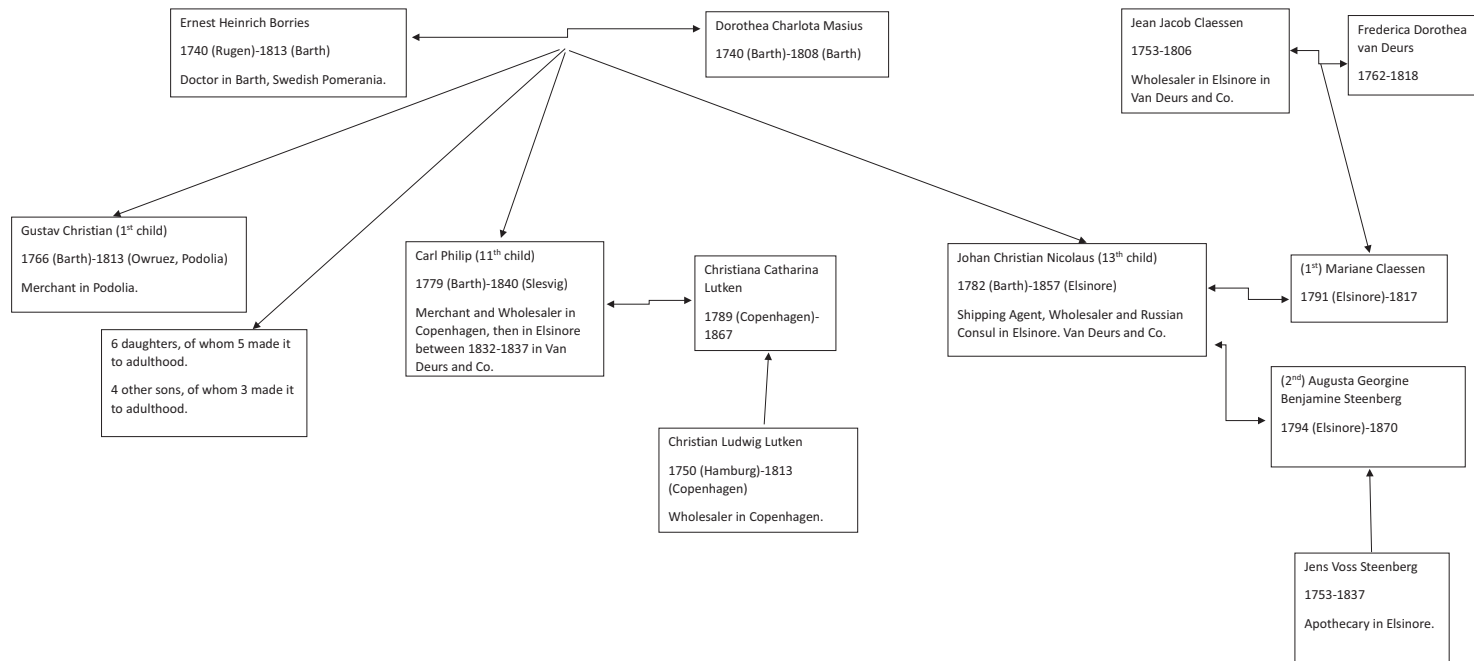 Ernest Heinrich Borries
1740 (Rugen)-1813 (Barth)
Doctor in Barth, Swedish Pomerania.
Dorothea Charlota Masius
1740 (Barth)-1808 (Barth)
Jean Jacob Claessen
1753-1806
Wholesaler in Elsinore in
Van Deurs and Co.
Frederica Dorothea
van Deurs
1762-1818
Gustav Christian (1st child)
1766 (Barth)-1813 (Owruez, Podolia)
Merchant in Podolia.
6 daughters, of whom 5 made it
to adulthood.
4 other sons, of whom 3 made it
to adulthood.
Carl Philip (11th child)
1779 (Barth)-1840 (Slesvig)
Merchant and Wholesaler in
Copenhagen, then in Elsinore
between 1832-1837 in Van
Deurs and Co.
Christiana Catharina
Lutken
1789 (Copenhagen)-
1867
Christian Ludwig Lutken
1750 (Hamburg)-1813
(Copenhagen)
Wholesaler in Copenhagen.
Johan Christian Nicolaus (13th child)
1782 (Barth)-1857 (Elsinore)
Shipping Agent, Wholesaler and Russian
Consul in Elsinore. Van Deurs and Co.
(1st) Mariane Claessen
1791 (Elsinore)-1817
(2nd) Augusta Georgine
Benjamine Steenberg
1794 (Elsinore)-1870
Jens Voss Steenberg
1753-1837
Apothecary in Elsinore.